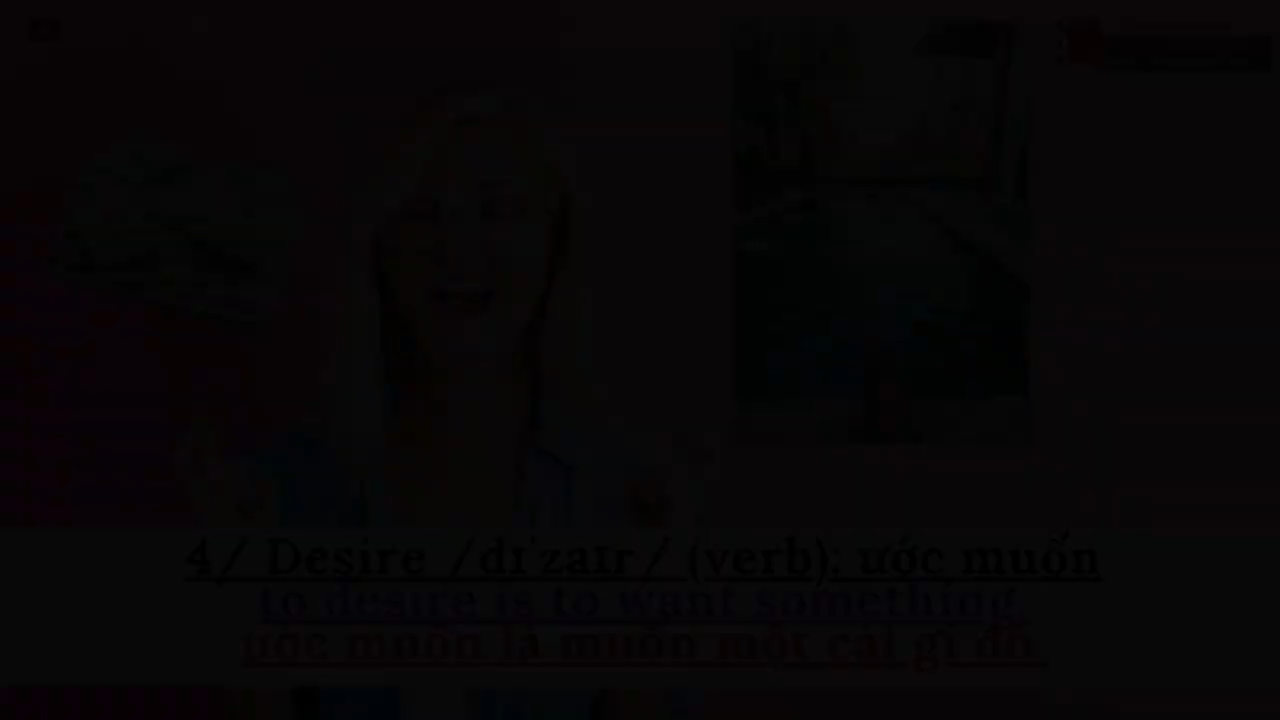 4/ Desire /dɪˈzaɪr/ (verb): ước muốn
to desire is to want something.
ước muốn là muốn một cái gì đó.